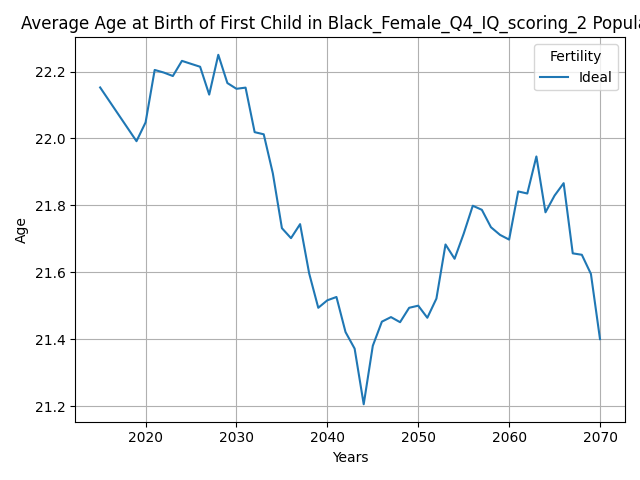 Average Age at Birth of First Child in Black_Female_Q4_IQ_scoring_2 Popula
Fertility
Ideal
22.2
22.0
21.8
21.6
21.4
21.2
Age
2020 2030 2040 2050 2060 2070
Years